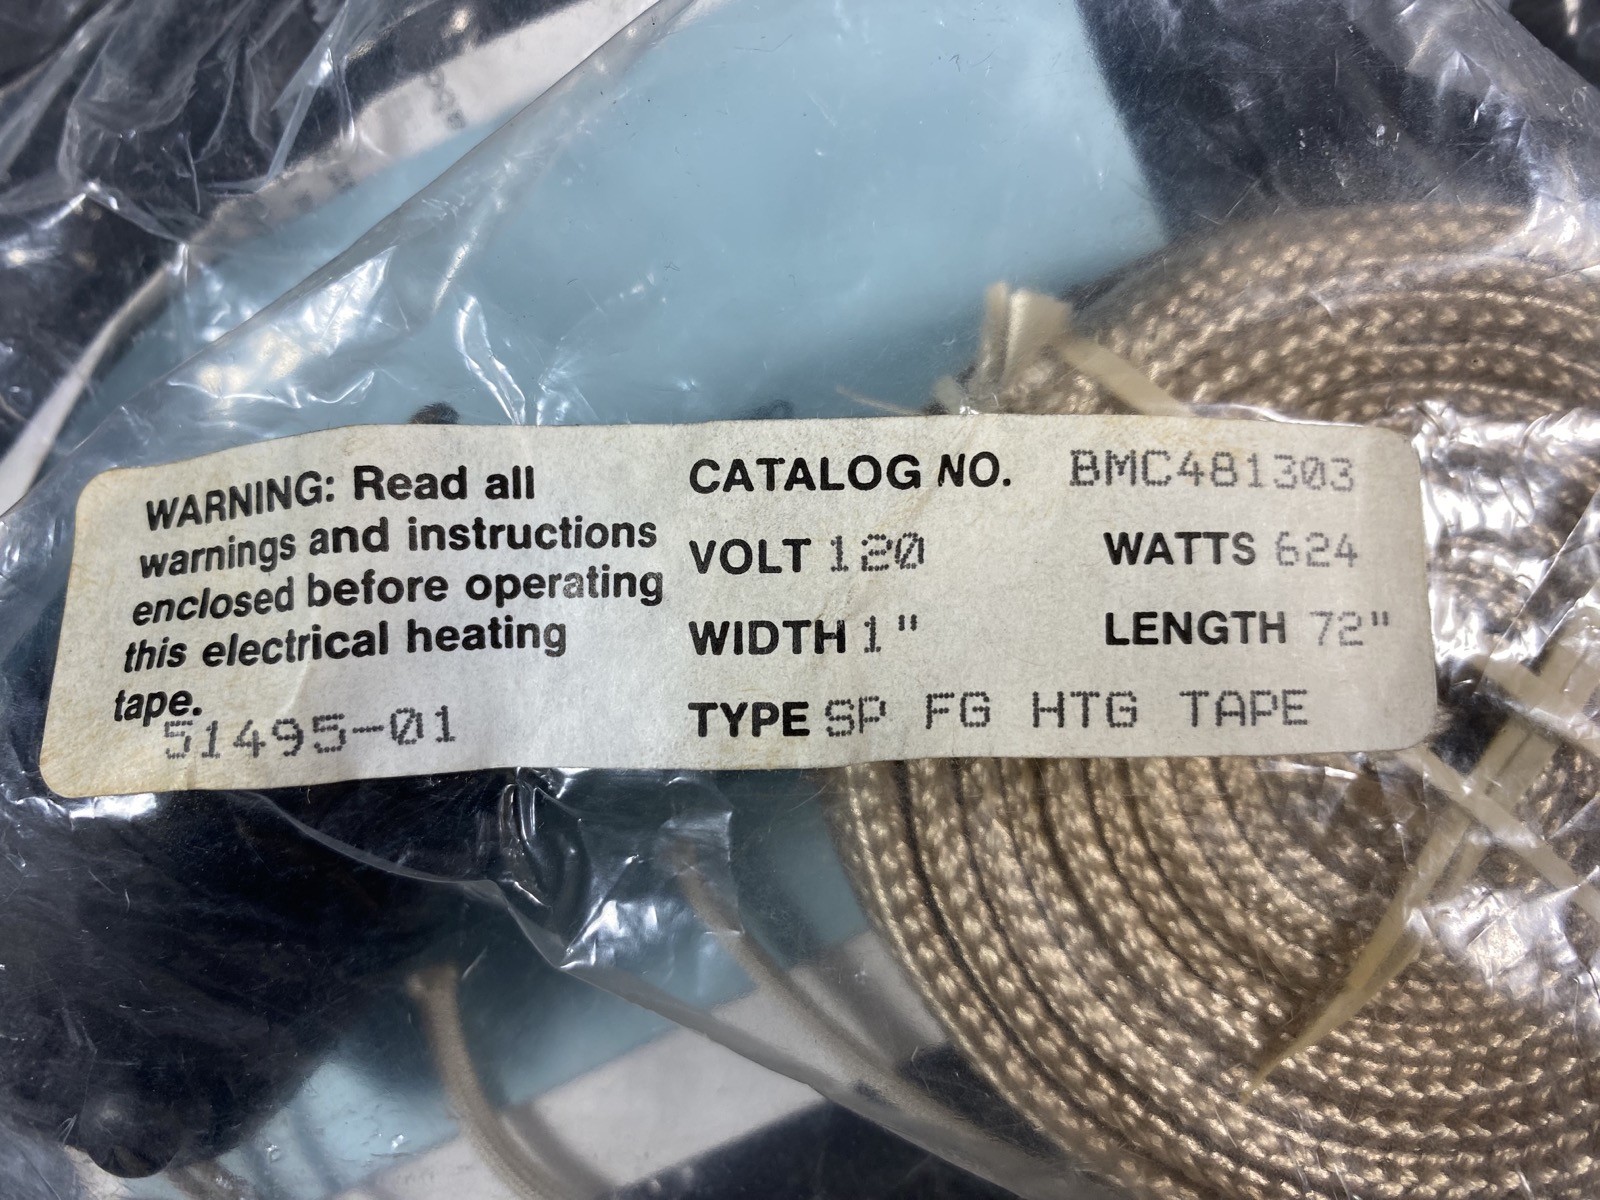 WARNING: Read all
warnings and instructions
enclosed before operating
this electrical heating
tape.
51495-01
CATALOG NO. BMC481303
VOLT 120 WATTS 624
WIDTH 1" LENGTH 72"
TYPE SP FG HTG TAPE